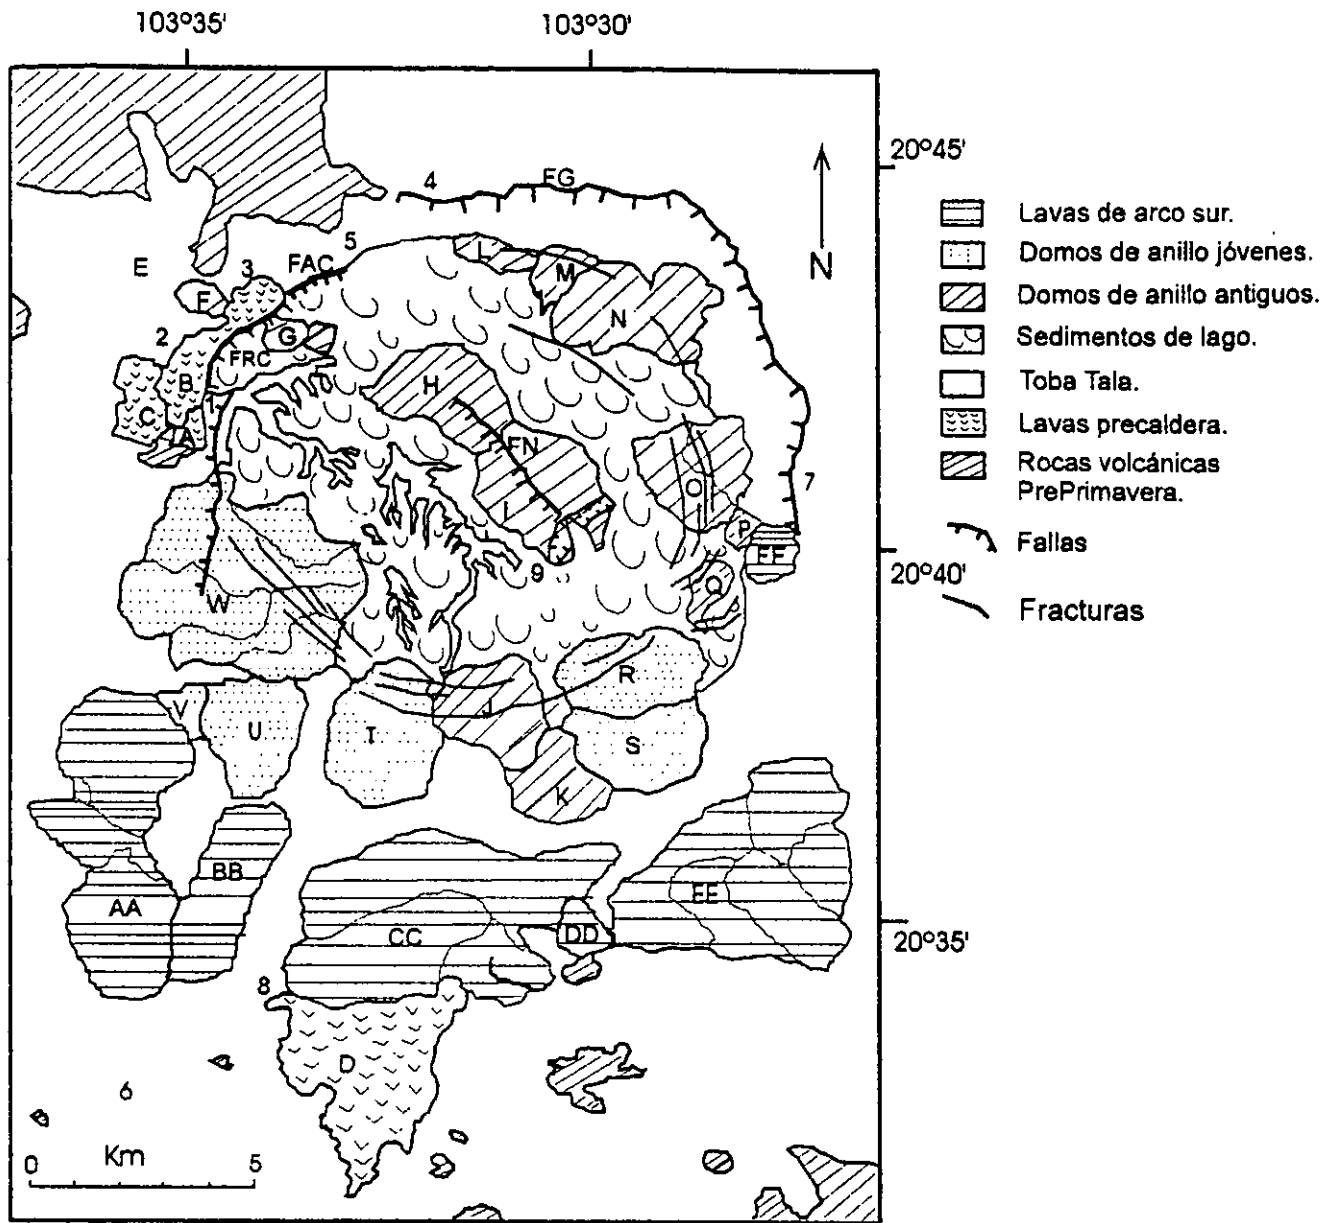 103°35'
103°30'
20°45'
20°40'
20°35'
N
Lavas de arco sur.
Domos de anillo jóvenes.
Domos de anillo antiguos.
Sedimentos de lago.
Toba Tala.
Lavas precaldera.
Rocas volcánicas
PrePrimavera.
Fallas
Fracturas
4
FG
5
L
E
3
FAC
M
F
N
2
G
FRC
B
H
1
C
A
FN
O
7
I
P
FF
9
Q
W
R
V
U
T
J
S
K
BB
EE
AA
CC
DD
8
D
6
Km
0 5